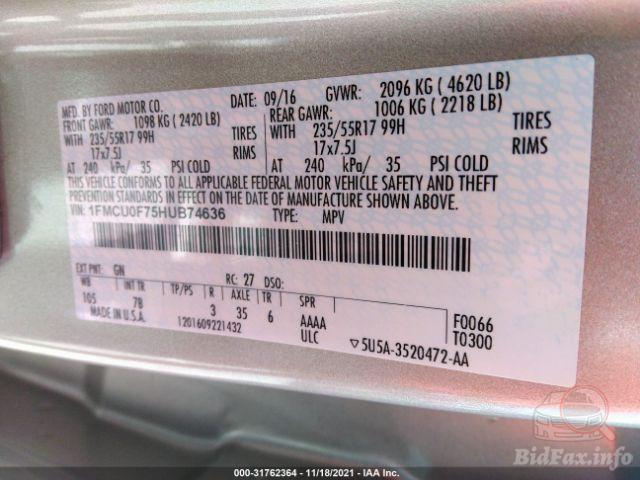 MFD. BY FORD MOTOR CO. DATE: 09/16 GVWR: 2096 KG ( 4620 LB)
FRONT GAWR: 1098 KG ( 2420 LB) REAR GAWR: 1006 KG ( 2218 LB)
WITH 235/55R17 99H TIRES WITH 235/55R17 99H TIRES
17x7.5J RIMS 17x7.5J RIMS
AT 240 kPa/ 35 PSI COLD AT 240 kPa/ 35 PSI COLD
THIS VEHICLE CONFORMS TO ALL APPLICABLE FEDERAL MOTOR VEHICLE SAFETY AND THEFT
PREVENTION STANDARDS IN EFFECT ON THE DATE OF MANUFACTURE SHOWN ABOVE.
VIN: 1FMCU0F75HUB74636 TYPE: MPV
EXT PNT: GN RC: 27 DSO:
WB INT TR TP/PS R AXLE TR SPR
105 7B 3 35 6 AAAA F0066
MADE IN U.S.A. 1201609221432 ULC T0300
▽5U5A-3520472-AA
000-31762364 - 11/18/2021 - IAA Inc.
BidFax.info